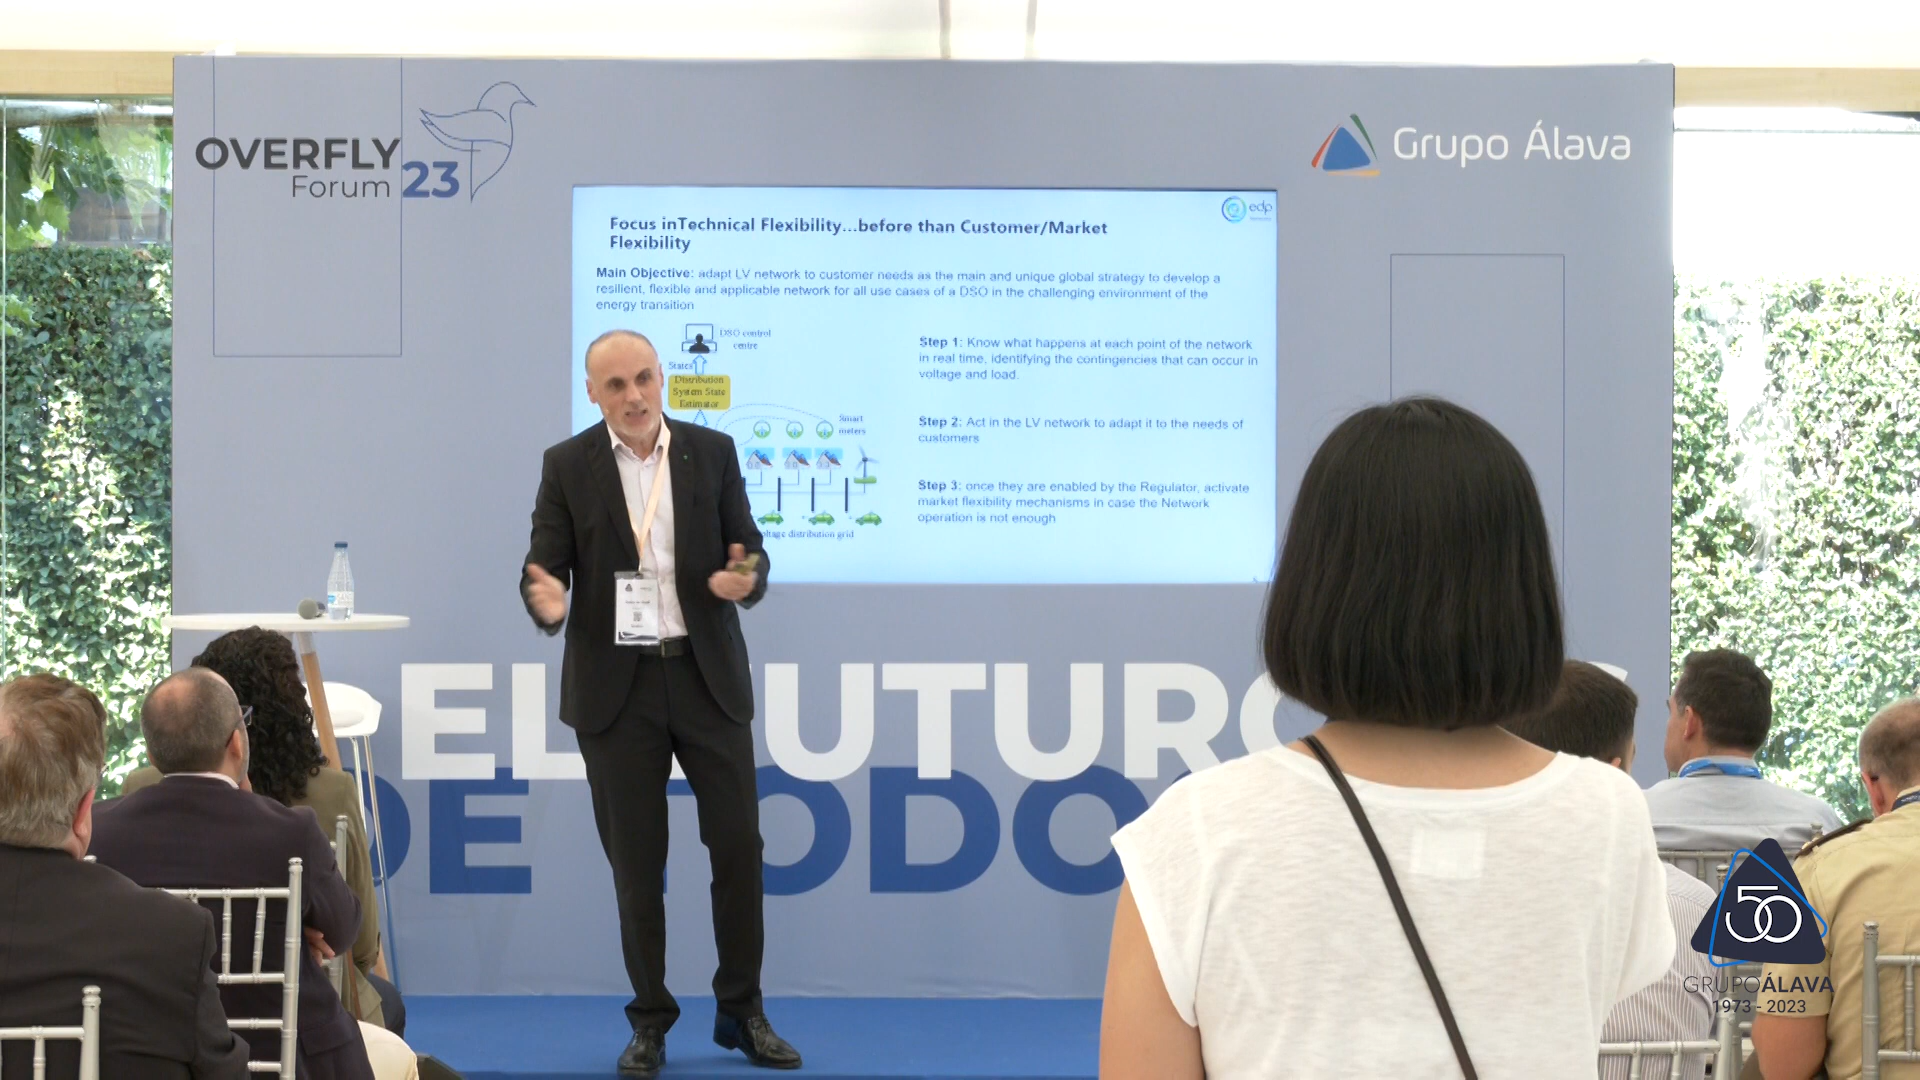 OVERFLY
Forum 23
Grupo Álava
edp
Focus inTechnical Flexibility...before than Customer/Market
Flexibility
Main Objective: adapt LV network to customer needs as the main and unique global strategy to develop a
resilient, flexible and applicable network for all use cases of a DSO in the challenging environment of the
energy transition
DSO control
centre
States
Distribution
System State
Estimator
Smart
meters
oltage distribution grid
Step 1: Know what happens at each point of the network
in real time, identifying the contingencies that can occur in
voltage and load.
Step 2: Act in the LV network to adapt it to the needs of
customers
Step 3: once they are enabled by the Regulator, activate
market flexibility mechanisms in case the Network
operation is not enough
EL FUTURO
DE TODO
50
GRUPOÁLAVA
1973 - 2023